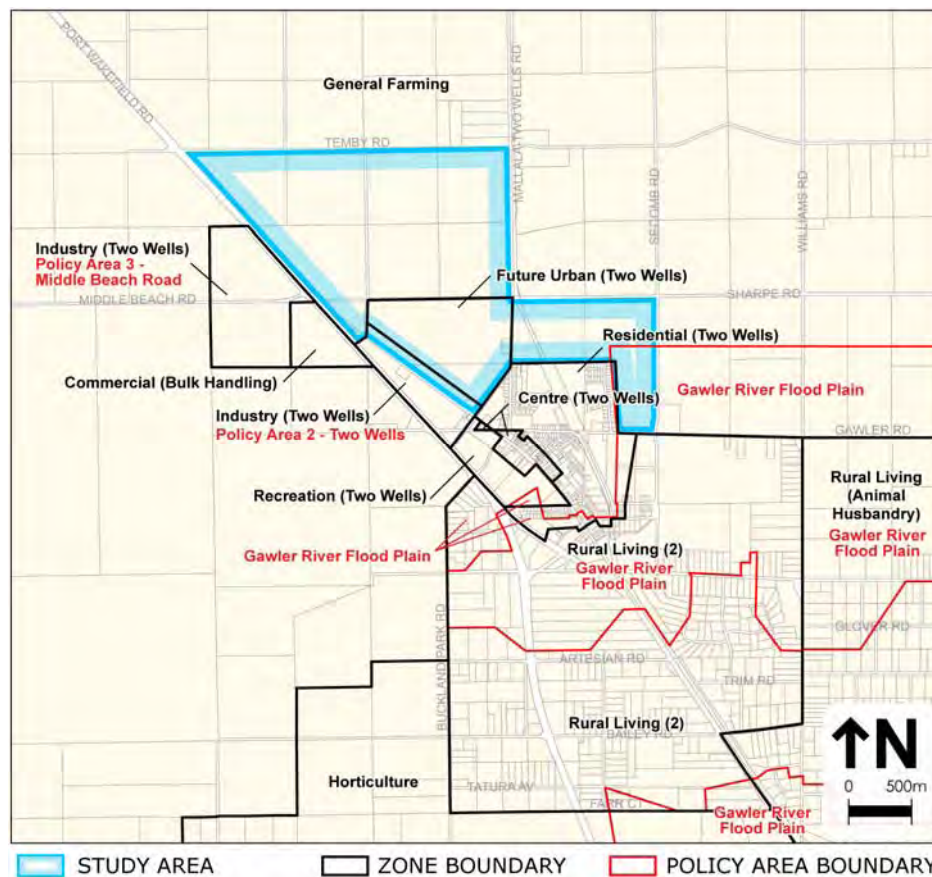 PORT WAKEFIELD RD
General Farming
MALLALA-TWO WELLS RD
TEMBY RD
SECOMB RD
WILLIAMS RD
Industry (Two Wells)
Policy Area 3 -
Middle Beach Road
MIDDLE BEACH RD
Future Urban (Two Wells)
SHARPE RD
Residential (Two Wells)
Commercial (Bulk Handling)
Centre (Two Wells)
Gawler River Flood Plain
Industry (Two Wells)
Policy Area 2 - Two Wells
GAWLER RD
Recreation (Two Wells)
Rural Living
(Animal
Husbandry)
Gawler River
Flood Plain
Gawler River Flood Plain
Rural Living (2)
Gawler River
Flood Plain
GLOVER RD
BUCKLAND PARK RD
ARTESIAN RD
TRIM RD
Rural Living (2)
BAILEY RD
Horticulture
TATURA AV
FARR CT
Gawler River
Flood Plain
N
0 500m
STUDY AREA
ZONE BOUNDARY
POLICY AREA BOUNDARY